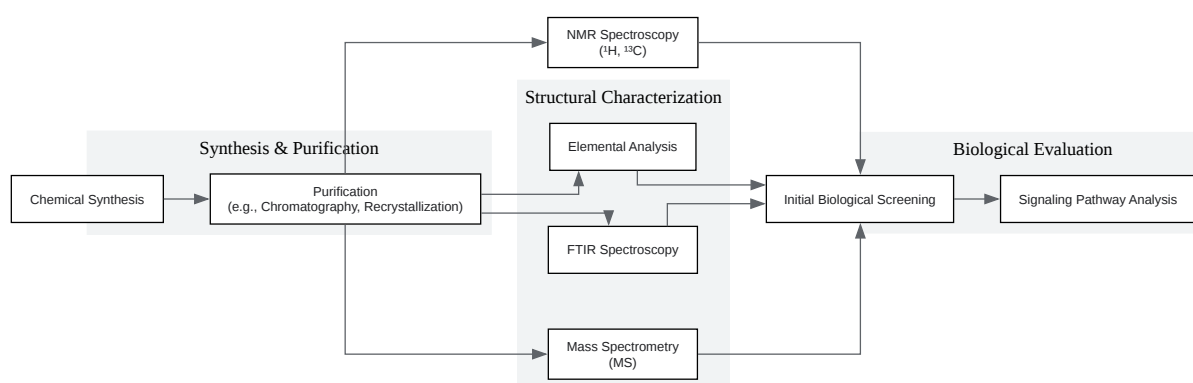 NMR Spectroscopy
(¹H, ¹³C)
Structural Characterization
Synthesis & Purification
Elemental Analysis
Biological Evaluation
Chemical Synthesis
Purification
(e.g., Chromatography, Recrystallization)
Initial Biological Screening
Signaling Pathway Analysis
FTIR Spectroscopy
Mass Spectrometry
(MS)